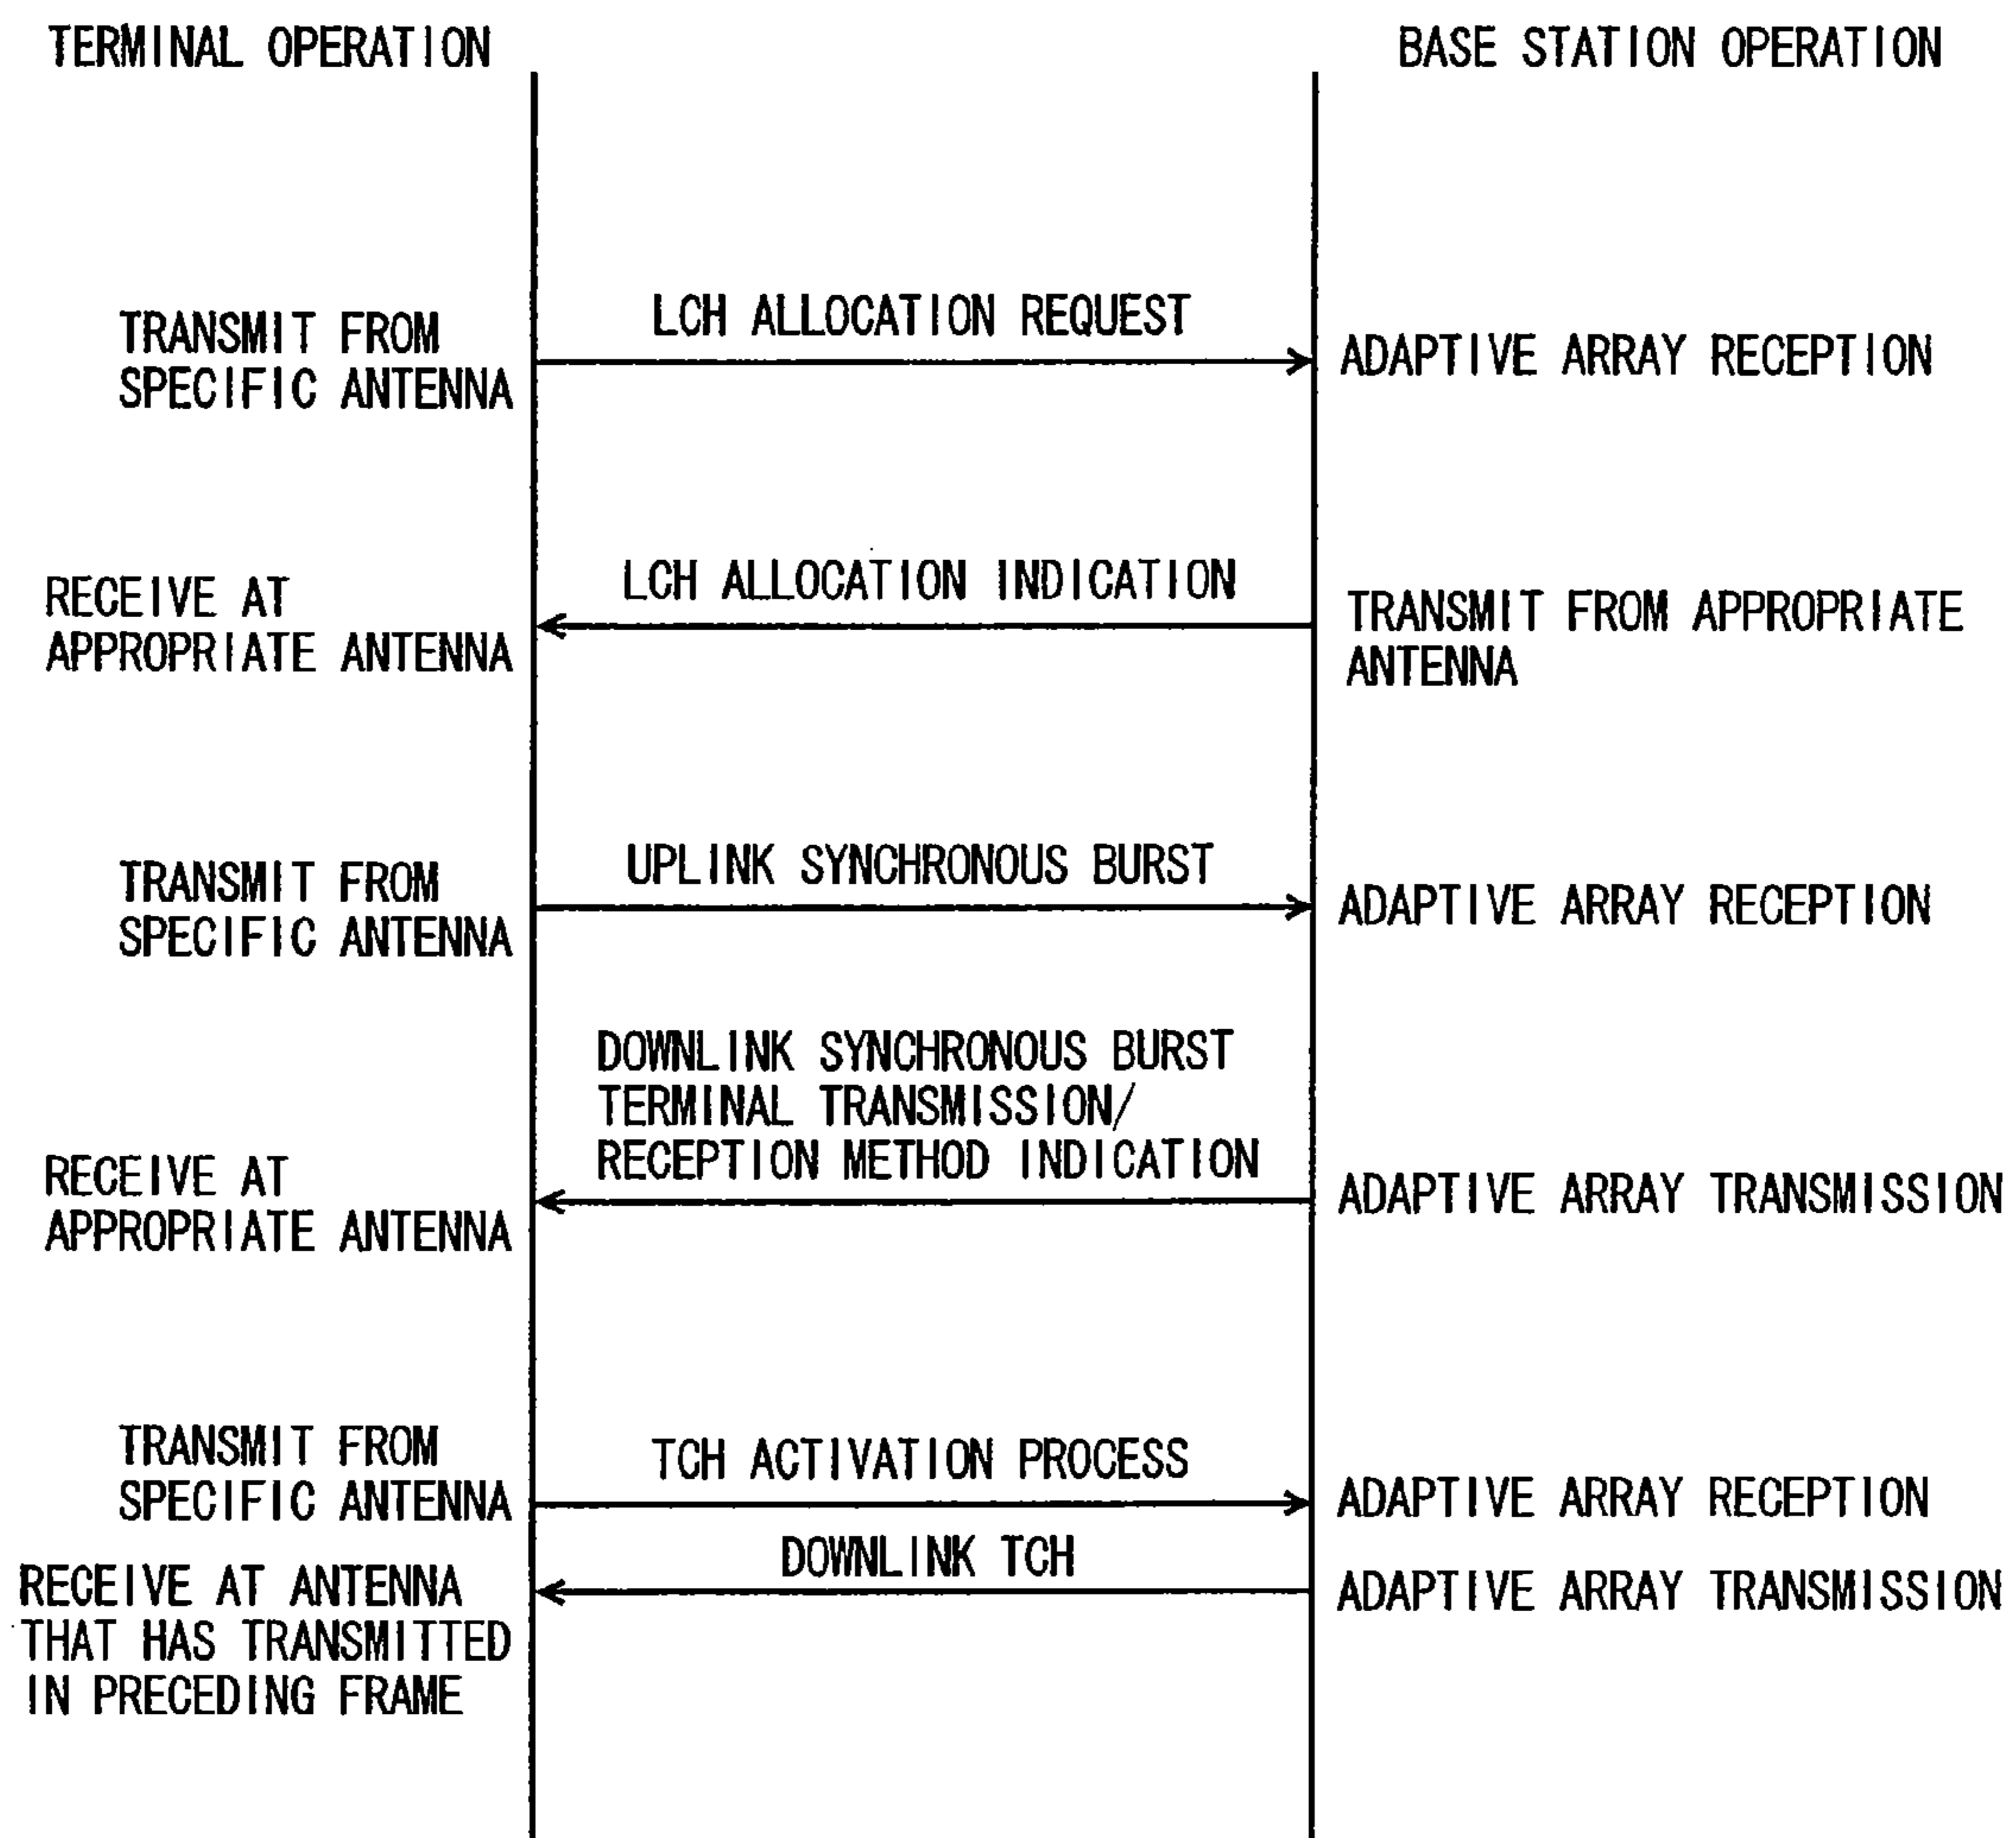 TERMINAL OPERATION
BASE STATION OPERATION
TRANSMIT FROM
SPECIFIC ANTENNA
LCH ALLOCATION REQUEST
ADAPTIVE ARRAY RECEPTION
RECEIVE AT
APPROPRIATE ANTENNA
LCH ALLOCATION INDICATION
TRANSMIT FROM APPROPRIATE
ANTENNA
TRANSMIT FROM
SPECIFIC ANTENNA
UPLINK SYNCHRONOUS BURST
ADAPTIVE ARRAY RECEPTION
DOWNLINK SYNCHRONOUS BURST
TERMINAL TRANSMISSION/
RECEPTION METHOD INDICATION
RECEIVE AT
APPROPRIATE ANTENNA
ADAPTIVE ARRAY TRANSMISSION
TRANSMIT FROM
SPECIFIC ANTENNA
TCH ACTIVATION PROCESS
ADAPTIVE ARRAY RECEPTION
DOWNLINK TCH
RECEIVE AT ANTENNA
THAT HAS TRANSMITTED
IN PRECEDING FRAME
ADAPTIVE ARRAY TRANSMISSION